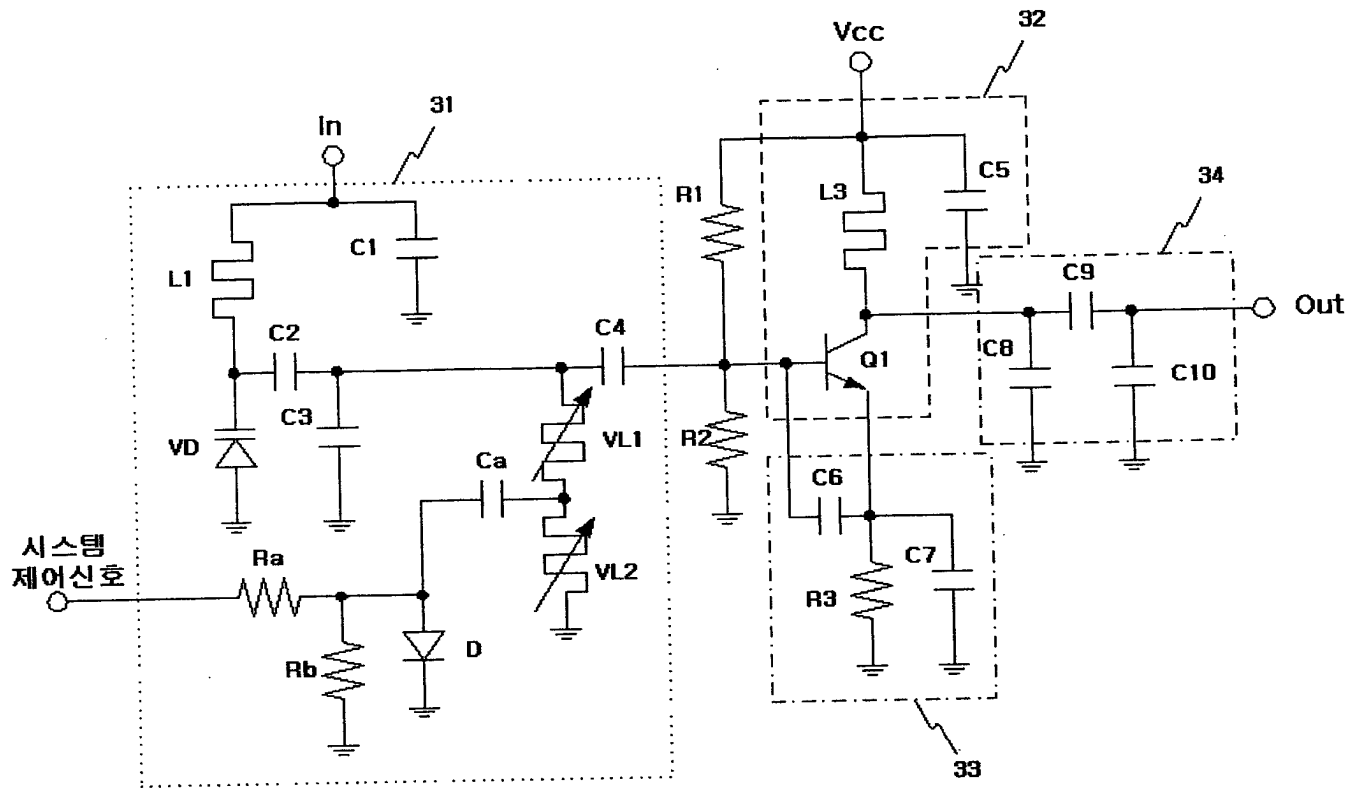 32
Vcc
31
In
C5
34
R1
L3
C1
L1
C9
Out
C2
C4
Q1
C8
C10
C3
VD
VL1
R2
Ca
C6
시스템
제어신호
Ra
VL2
C7
R3
Rb
D
33